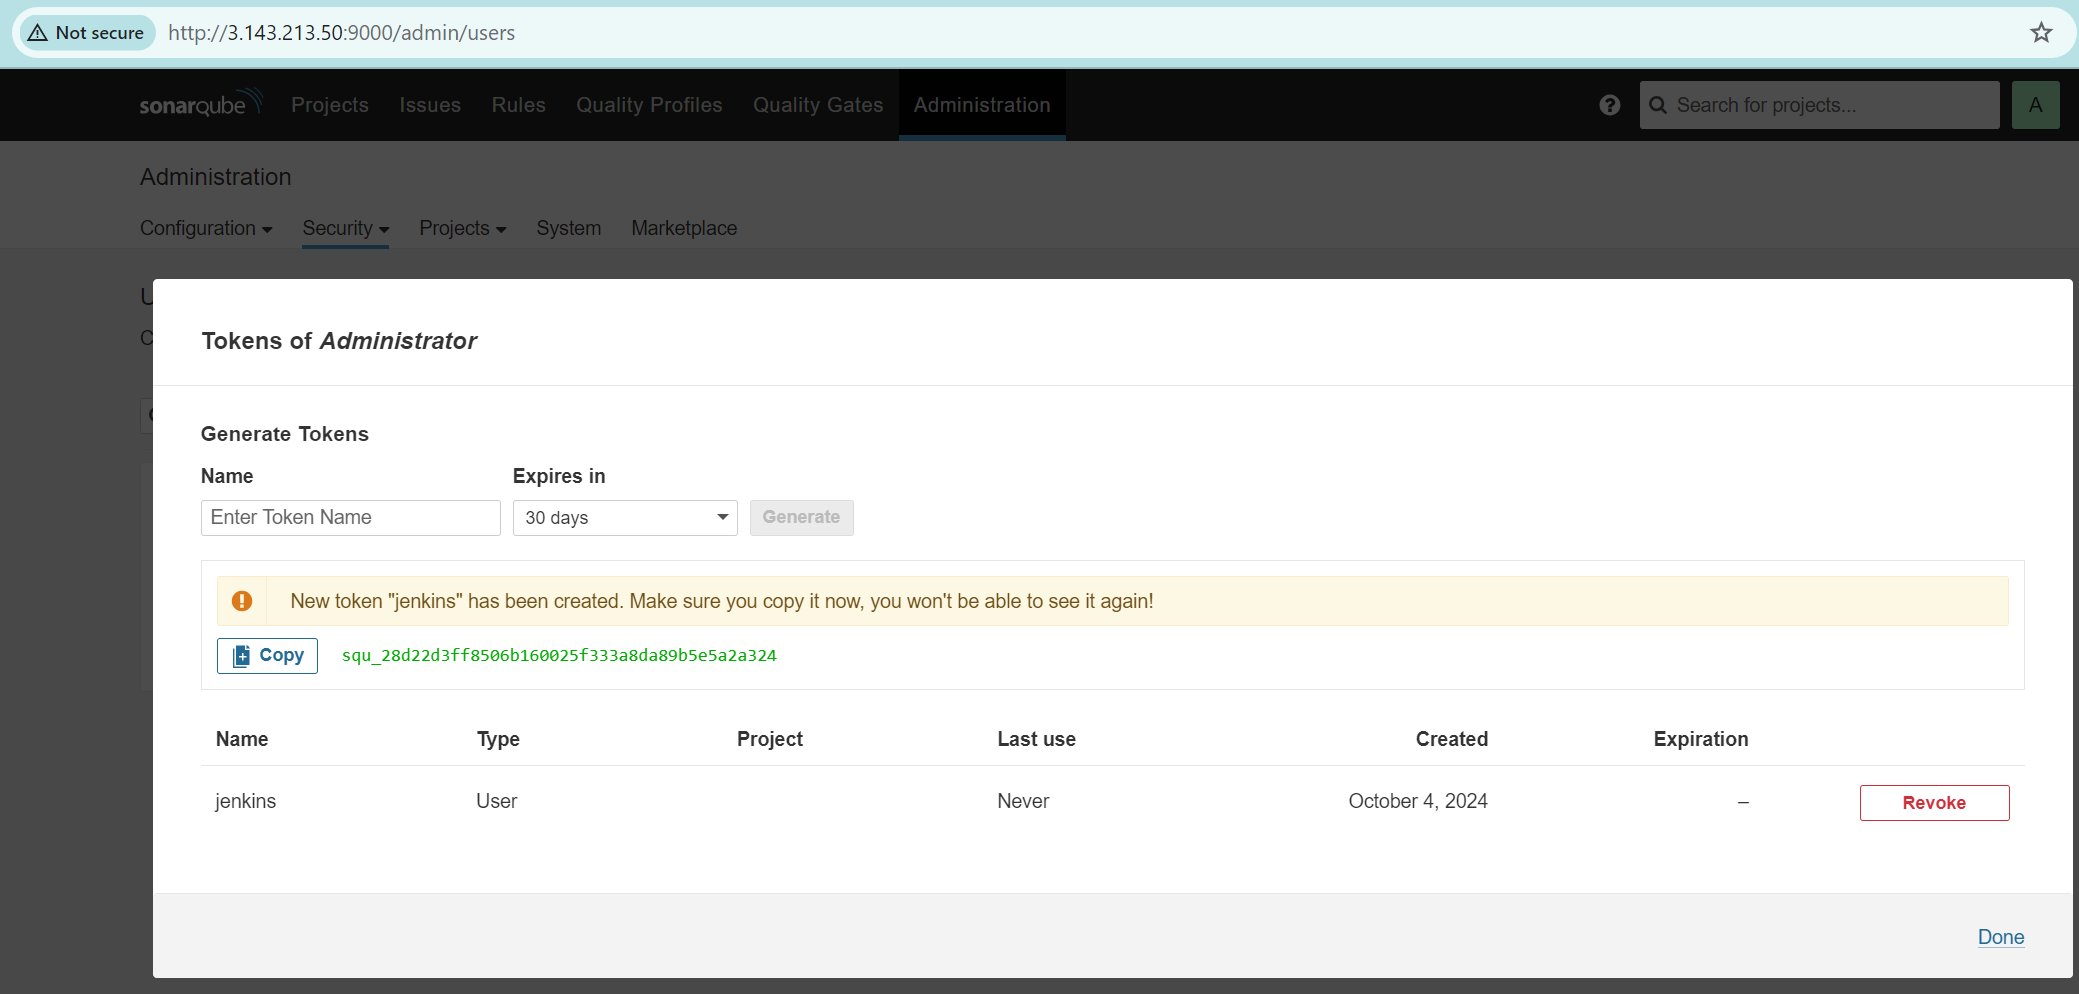 Not secure http://3.143.213.50:9000/admin/users
sonarqube Projects Issues Rules Quality Profiles Quality Gates Administration ? Search for projects... A
Administration
Configuration Security Projects System Marketplace
Tokens of Administrator
Generate Tokens
Name Expires in
Enter Token Name 30 days Generate
New token "jenkins" has been created. Make sure you copy it now, you won't be able to see it again!
Copy squ_28d22d3ff8506b160025f333a8da89b5e5a2a324
Name Type Project Last use Created Expiration
jenkins User Never October 4, 2024 – Revoke
Done